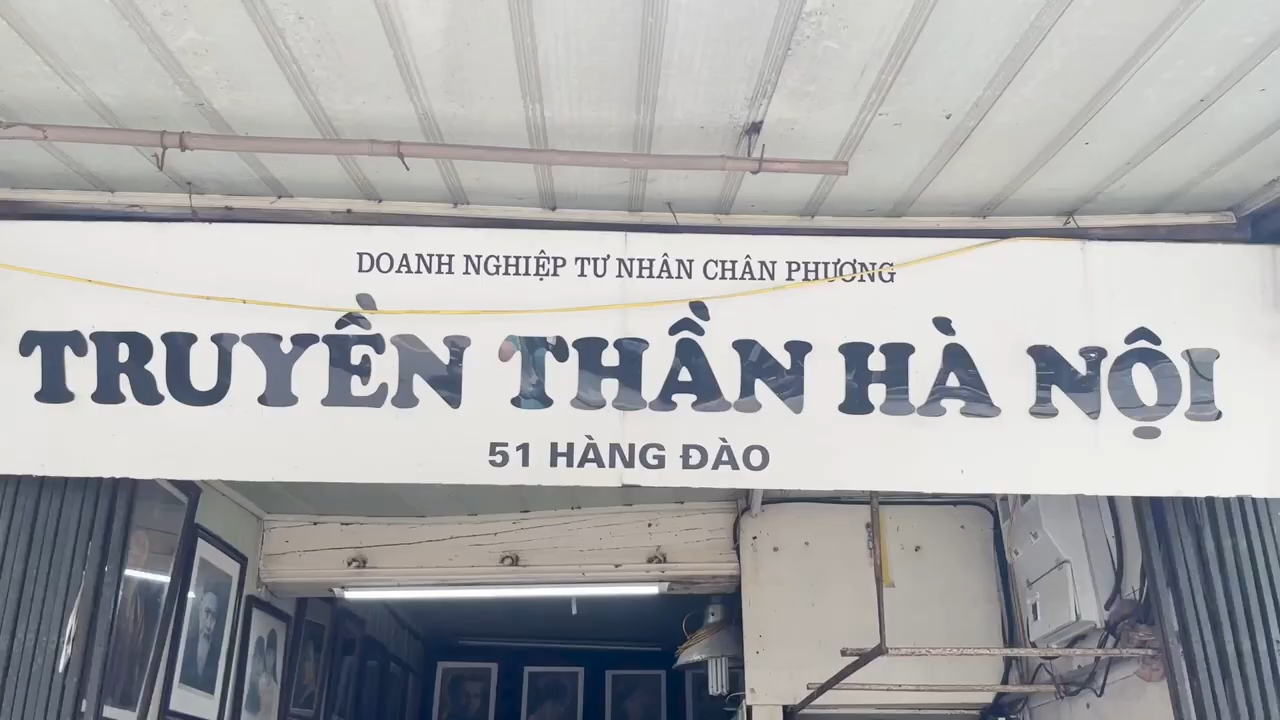 DOANH NGHIỆP TƯ NHÂN CHÂN PHƯƠNG
TRUYỀN THẦN HÀ NỘI
51 HÀNG ĐÀO